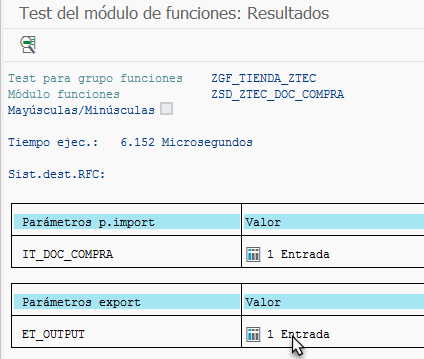 Test del módulo de funciones: Resultados
Test para grupo funciones ZGF_TIENDA_ZTEC
Módulo funciones ZSD_ZTEC_DOC_COMPRA
Mayúsculas/Minúsculas
Tiempo ejec.: 6.152 Microsegundos
Sist.dest.RFC:
Parámetros p.import Valor
IT_DOC_COMPRA 1 Entrada
Parámetros export Valor
ET_OUTPUT 1 Entrada